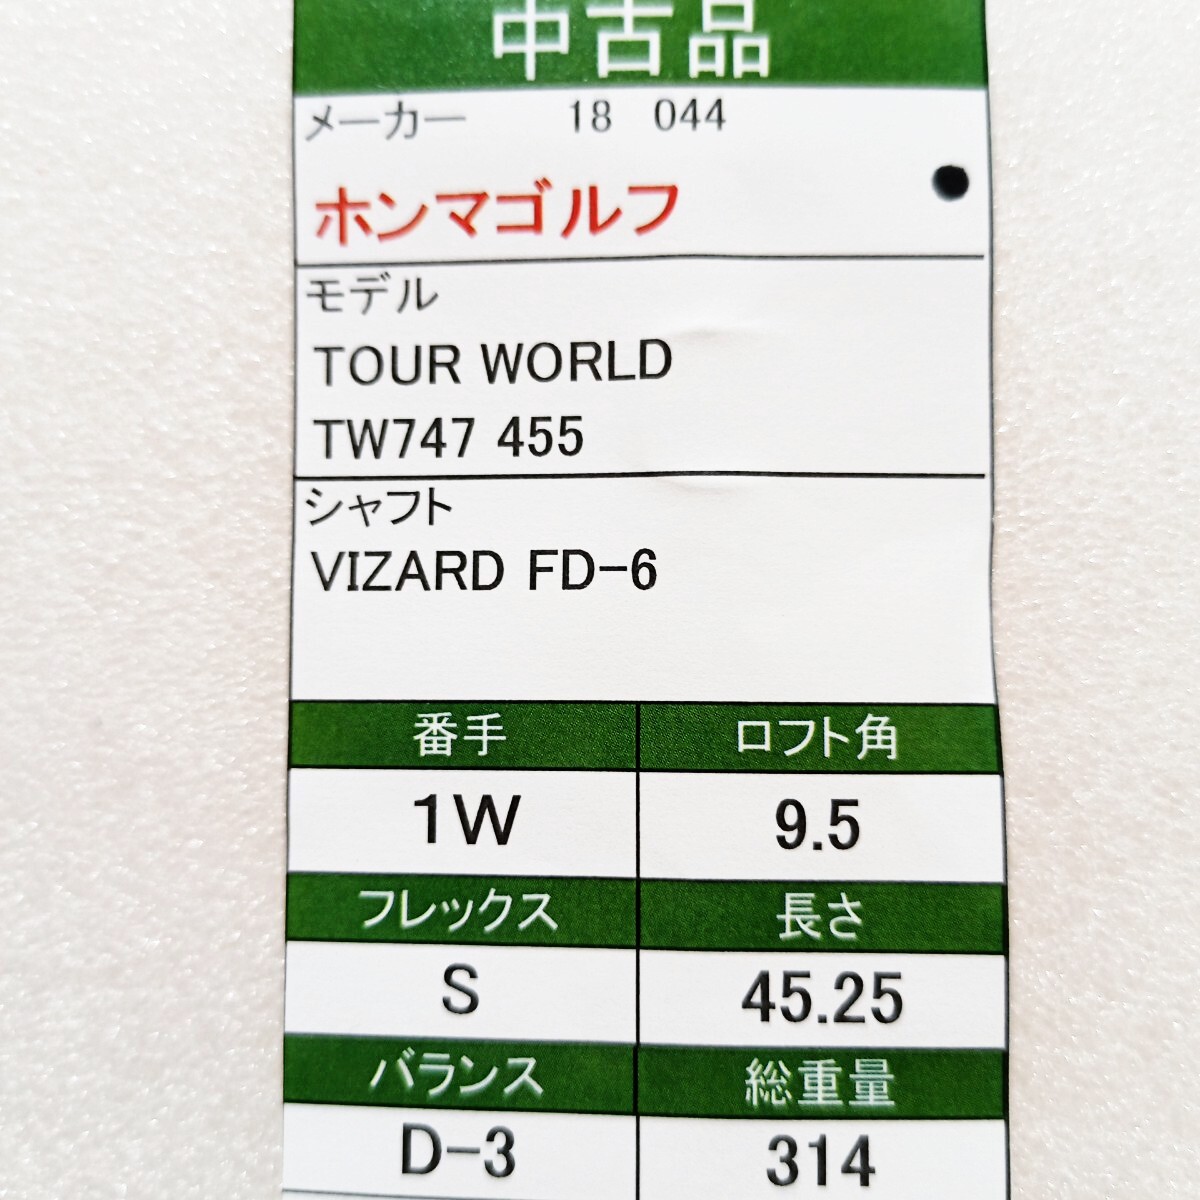 中古品
メーカー 18 044
ホンマゴルフ
モデル
TOUR WORLD
TW747 455
シャフト
VIZARD FD-6
番手 ロフト角
1W 9.5
フレックス 長さ
S 45.25
バランス 総重量
D-3 314